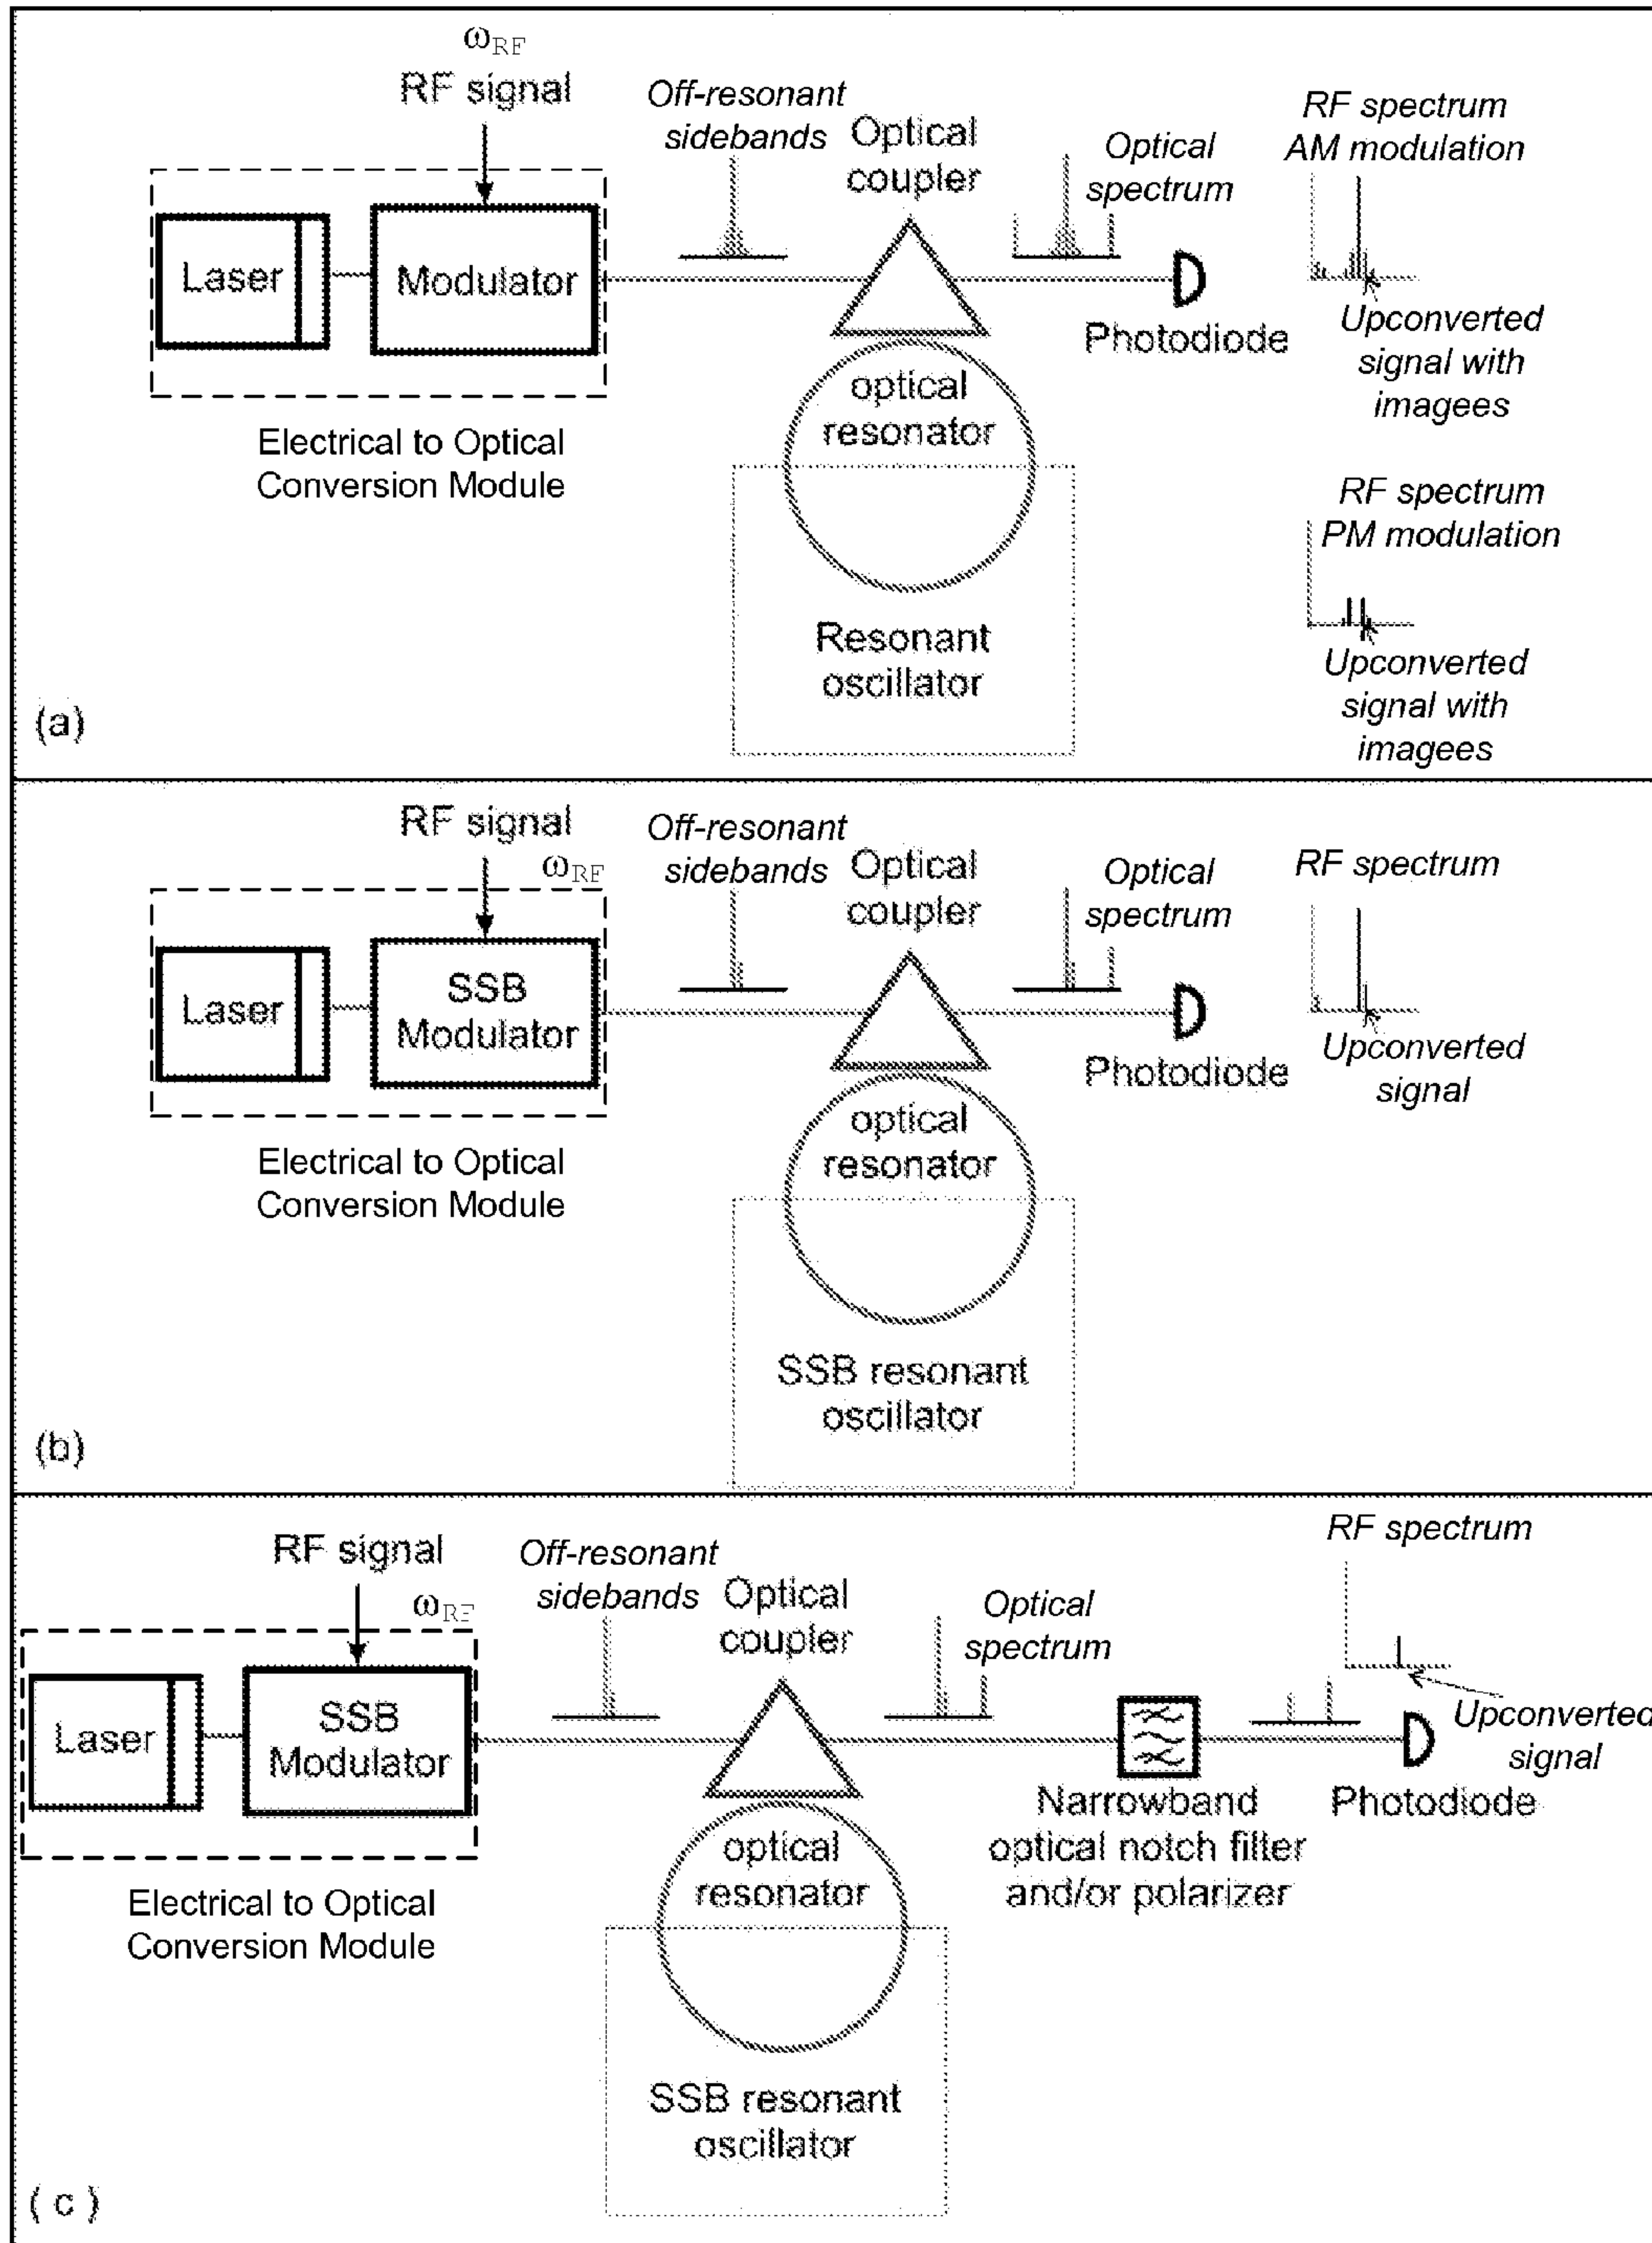 ωRF
RF signal
Off-resonant
sidebands
Optical
coupler
Optical
spectrum
RF spectrum
AM modulation
Laser
Modulator
Photodiode
Upconverted
signal with
imagees
optical
resonator
Electrical to Optical
Conversion Module
RF spectrum
PM modulation
Resonant
oscillator
Upconverted
signal with
imagees
(a)
RF signal
ωRF
Off-resonant
sidebands
Optical
coupler
Optical
spectrum
RF spectrum
Laser
SSB
Modulator
Photodiode
Upconverted
signal
optical
resonator
Electrical to Optical
Conversion Module
SSB resonant
oscillator
(b)
RF signal
ωRF
Off-resonant
sidebands
Optical
coupler
Optical
spectrum
RF spectrum
Laser
SSB
Modulator
Upconverted
signal
Narrowband
optical notch filter
and/or polarizer
Photodiode
optical
resonator
Electrical to Optical
Conversion Module
SSB resonant
oscillator
( c )